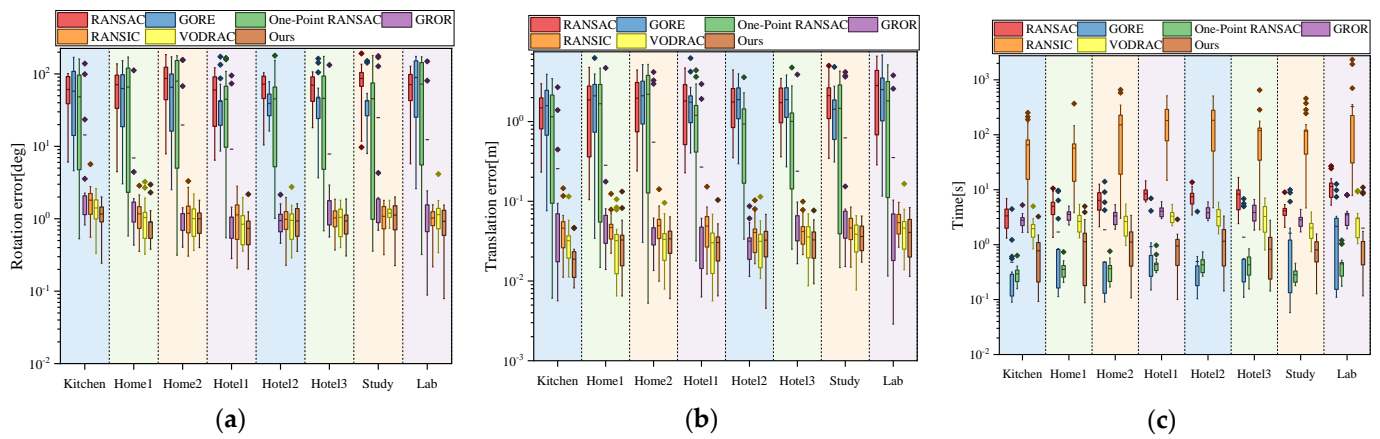 RANSAC GORE One-Point RANSAC GROR
RANSIC VODRAC Ours
Rotation error[deg]
10²
10¹
10⁰
10⁻¹
10⁻²
Kitchen Home1 Home2 Hotel1 Hotel2 Hotel3 Study Lab
(a)
RANSAC GORE One-Point RANSAC GROR
RANSIC VODRAC Ours
Translation error[m]
10⁰
10⁻¹
10⁻²
10⁻³
Kitchen Home1 Home2 Hotel1 Hotel2 Hotel3 Study Lab
(b)
RANSAC GORE One-Point RANSAC GROR
RANSIC VODRAC Ours
Time[s]
10³
10²
10¹
10⁰
10⁻¹
10⁻²
Kitchen Home1 Home2 Hotel1 Hotel2 Hotel3 Study Lab
(c)